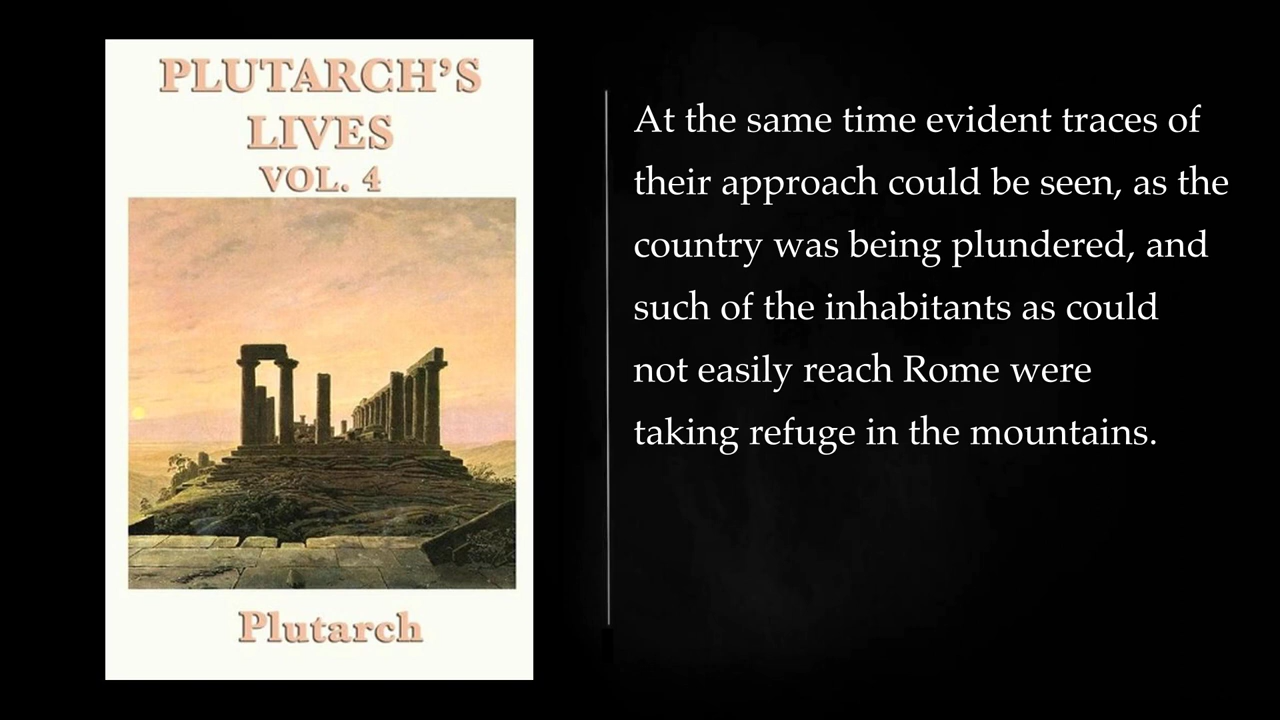 PLUTARCH'S
LIVES
VOL. 4
Plutarch
At the same time evident traces of
their approach could be seen, as the
country was being plundered, and
such of the inhabitants as could
not easily reach Rome were
taking refuge in the mountains.